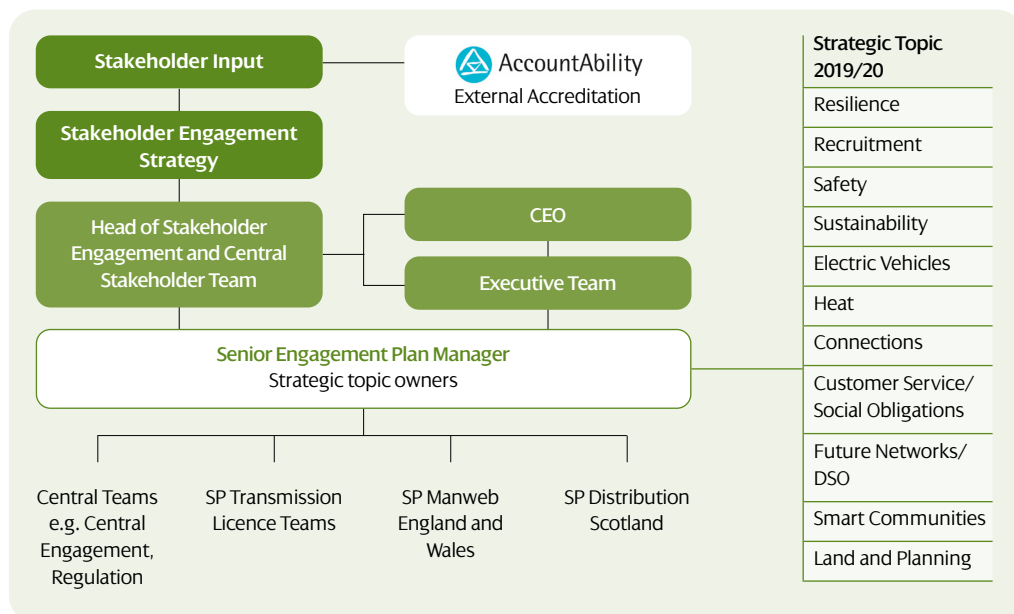 Stakeholder Input
AccountAbility
External Accreditation
Stakeholder Engagement
Strategy
Head of Stakeholder
Engagement and Central
Stakeholder Team
CEO
Executive Team
Senior Engagement Plan Manager
Strategic topic owners
Central Teams
e.g. Central
Engagement,
Regulation
SP Transmission
Licence Teams
SP Manweb
England and
Wales
SP Distribution
Scotland
Strategic Topic
2019/20
Resilience
Recruitment
Safety
Sustainability
Electric Vehicles
Heat
Connections
Customer Service/
Social Obligations
Future Networks/
DSO
Smart Communities
Land and Planning